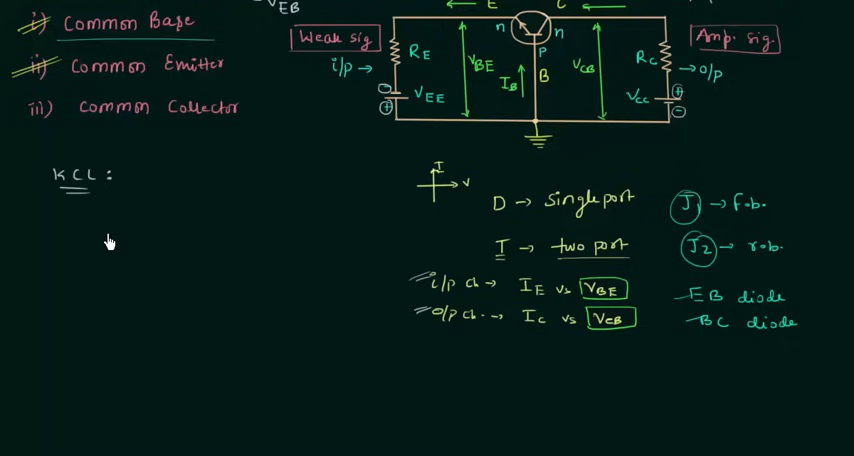 VEB
E
C
i) Common Base
Weak sig
n
n
Amp. sig.
RE
P
RC
i/p →
VBE
IB
B
VCB
→ o/p
ii) Common Emitter
VEE
VCC
iii) Common Collector
KCL:
I
V
D → single port
J1 → f.b.
T → two port
J2 → r.b.
i/p ch → IE vs VBE
EB diode
o/p ch. → IC vs VCB
BC diode